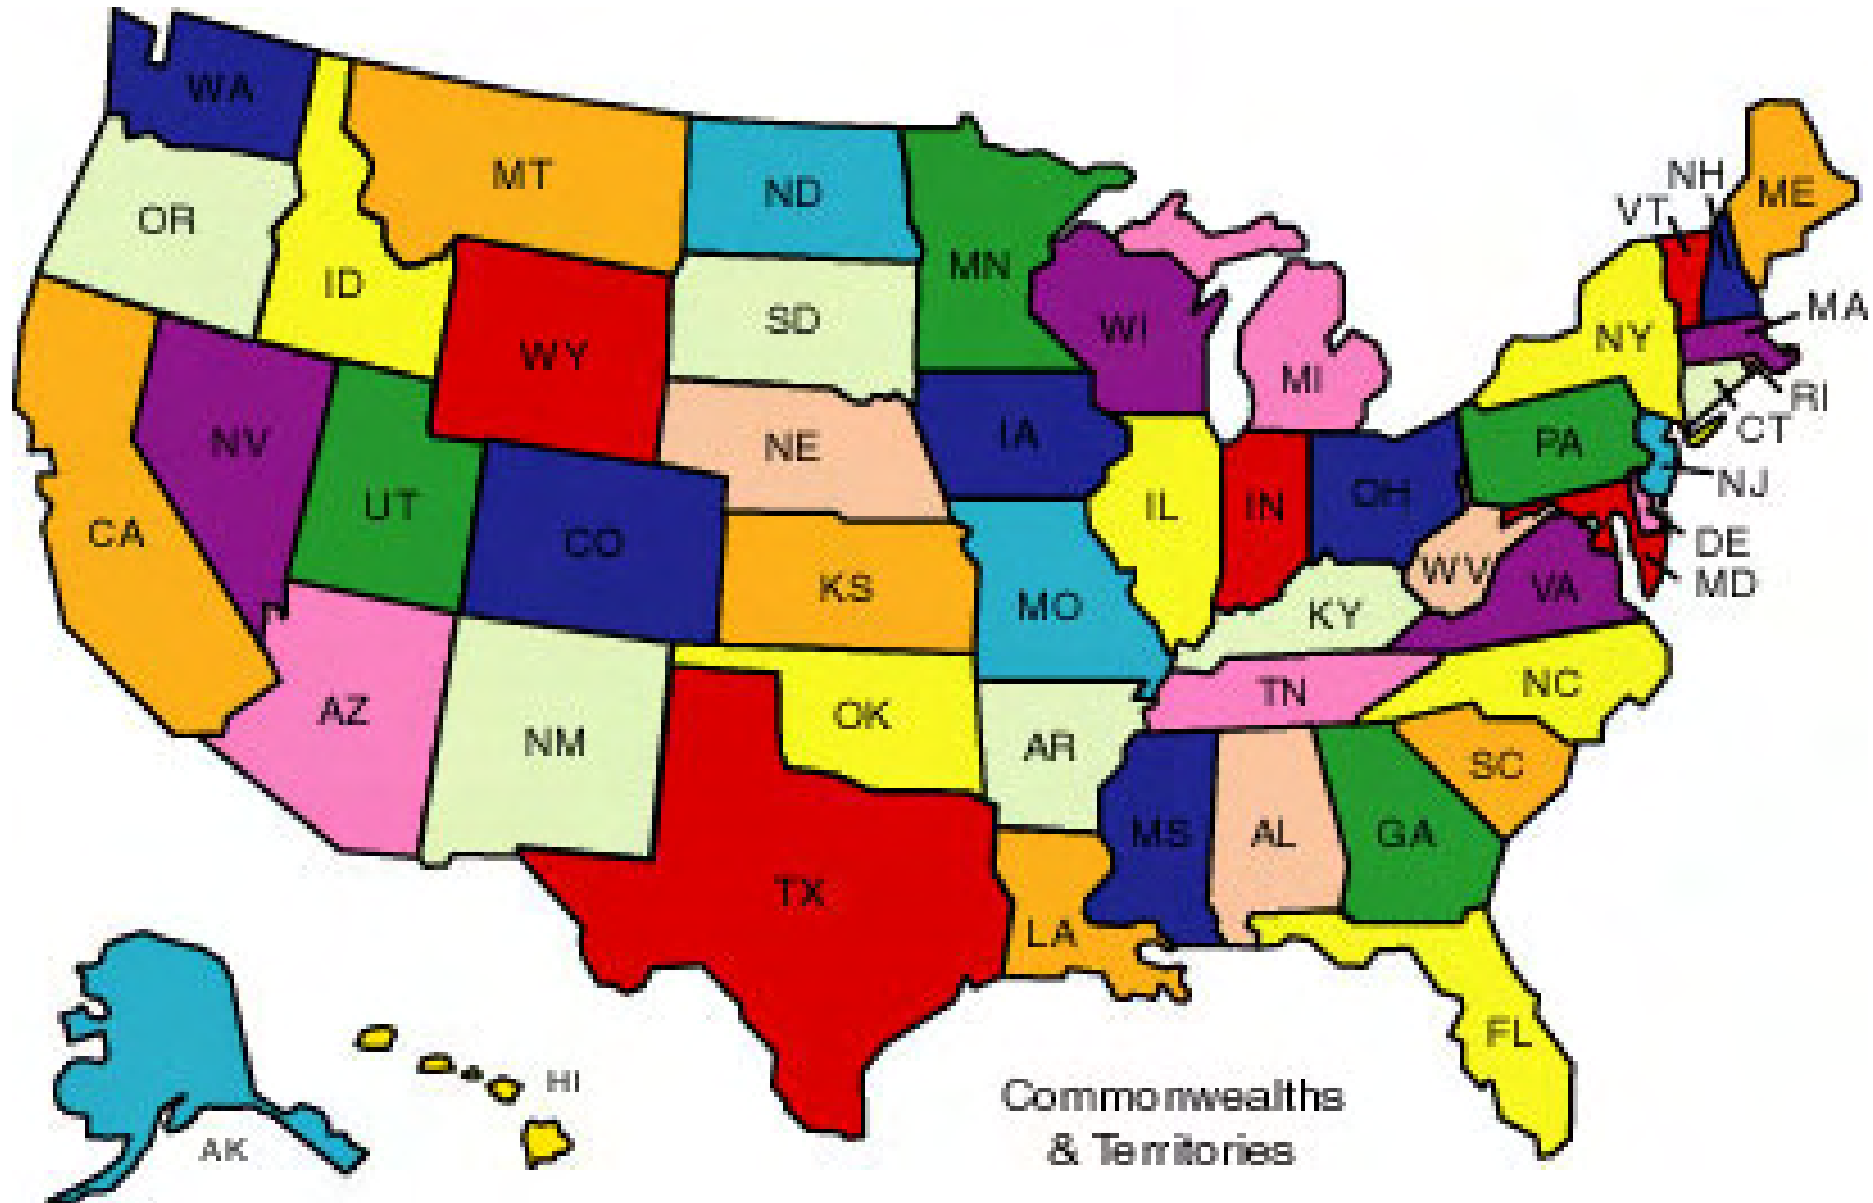 WA
MT
ND
MN
NH
ME
VT
OR
ID
SD
WY
WI
MI
NY
MA
RI
CT
NV
NE
IA
PA
NJ
UT
CO
IL
IN
OH
CA
KS
MO
WV
DE
MD
VA
KY
AZ
NM
OK
AR
TN
NC
SC
MS
AL
GA
TX
LA
FL
HI
AK
Commonwealths
& Territories